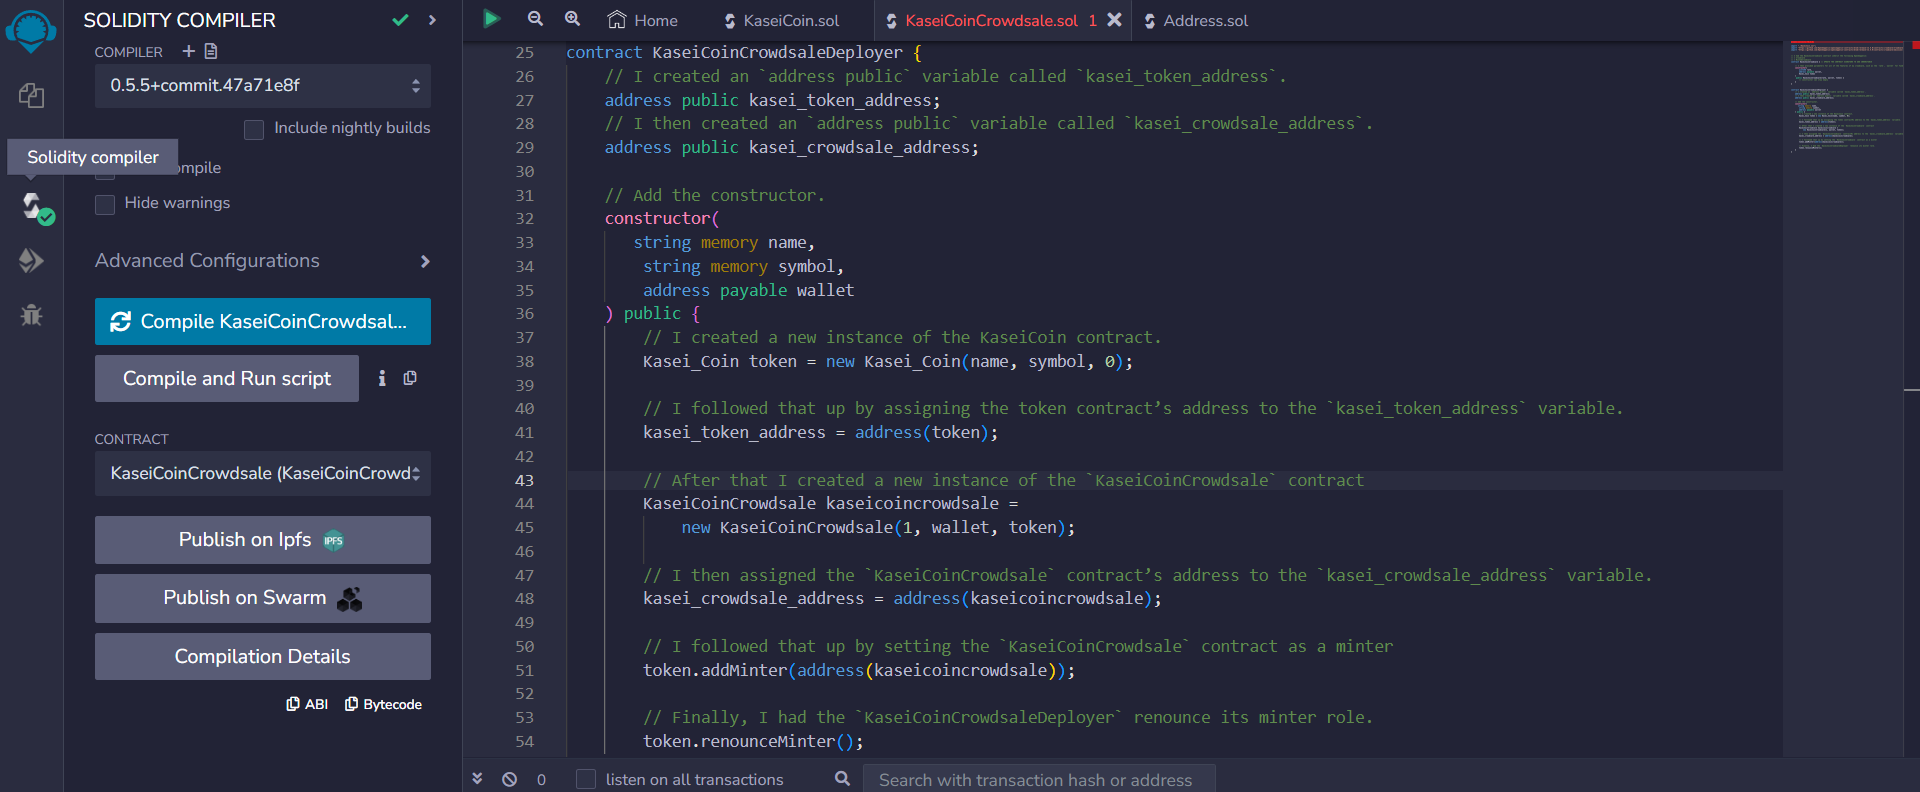 SOLIDITY COMPILER
COMPILER
0.5.5+commit.47a71e8f
Include nightly builds
Solidity compiler
ompile
Hide warnings
Advanced Configurations
Compile KaseiCoinCrowdsal...
Compile and Run script
CONTRACT
KaseiCoinCrowdsale (KaseiCoinCrowd
Publish on Ipfs IPFS
Publish on Swarm
Compilation Details
ABI Bytecode
Home KaseiCoin.sol KaseiCoinCrowdsale.sol 1 Address.sol
25 contract KaseiCoinCrowdsaleDeployer {
26 // I created an `address public` variable called `kasei_token_address`.
27 address public kasei_token_address;
28 // I then created an `address public` variable called `kasei_crowdsale_address`.
29 address public kasei_crowdsale_address;
30
31 // Add the constructor.
32 constructor(
33 string memory name,
34 string memory symbol,
35 address payable wallet
36 ) public {
37 // I created a new instance of the KaseiCoin contract.
38 Kasei_Coin token = new Kasei_Coin(name, symbol, 0);
39
40 // I followed that up by assigning the token contract’s address to the `kasei_token_address` variable.
41 kasei_token_address = address(token);
42
43 // After that I created a new instance of the `KaseiCoinCrowdsale` contract
44 KaseiCoinCrowdsale kaseicoincrowdsale =
45 new KaseiCoinCrowdsale(1, wallet, token);
46
47 // I then assigned the `KaseiCoinCrowdsale` contract’s address to the `kasei_crowdsale_address` variable.
48 kasei_crowdsale_address = address(kaseicoincrowdsale);
49
50 // I followed that up by setting the `KaseiCoinCrowdsale` contract as a minter
51 token.addMinter(address(kaseicoincrowdsale));
52
53 // Finally, I had the `KaseiCoinCrowdsaleDeployer` renounce its minter role.
54 token.renounceMinter();
0 listen on all transactions Search with transaction hash or address